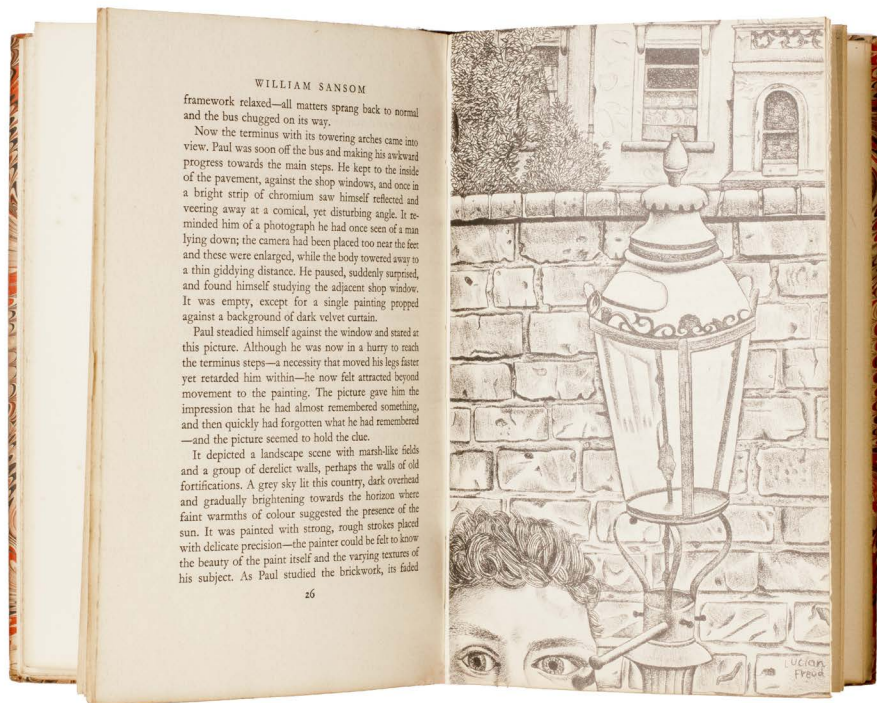 WILLIAM SANSOM
framework relaxed—all matters sprang back to normal
and the bus chugged on its way.
Now the terminus with its towering arches came into
view. Paul was soon off the bus and making his awkward
progress towards the main steps. He kept to the inside
of the pavement, against the shop windows, and once in
a bright strip of chromium saw himself reflected and
veering away at a comical, yet disturbing angle. It re-
minded him of a photograph he had once seen of a man
lying down; the camera had been placed too near the feet
and these were enlarged, while the body towered away to
a thin giddying distance. He paused, suddenly surprised,
and found himself studying the adjacent shop window.
It was empty, except for a single painting propped
against a background of dark velvet curtain.
Paul steadied himself against the window and stared at
this picture. Although he was now in a hurry to reach
the terminus steps—a necessity that moved his legs faster
yet retarded him within—he now felt attracted beyond
movement to the painting. The picture gave him the
impression that he had almost remembered something,
and then quickly had forgotten what he had remembered
—and the picture seemed to hold the clue.
It depicted a landscape scene with marsh-like fields
and a group of derelict walls, perhaps the walls of old
fortifications. A grey sky lit this country, dark overhead
and gradually brightening towards the horizon where
faint warmths of colour suggested the presence of the
sun. It was painted with strong, rough strokes placed
with delicate precision—the painter could be felt to know
the beauty of the paint itself and the varying textures of
his subject. As Paul studied the brickwork, its faded
26
Lucian
Freud